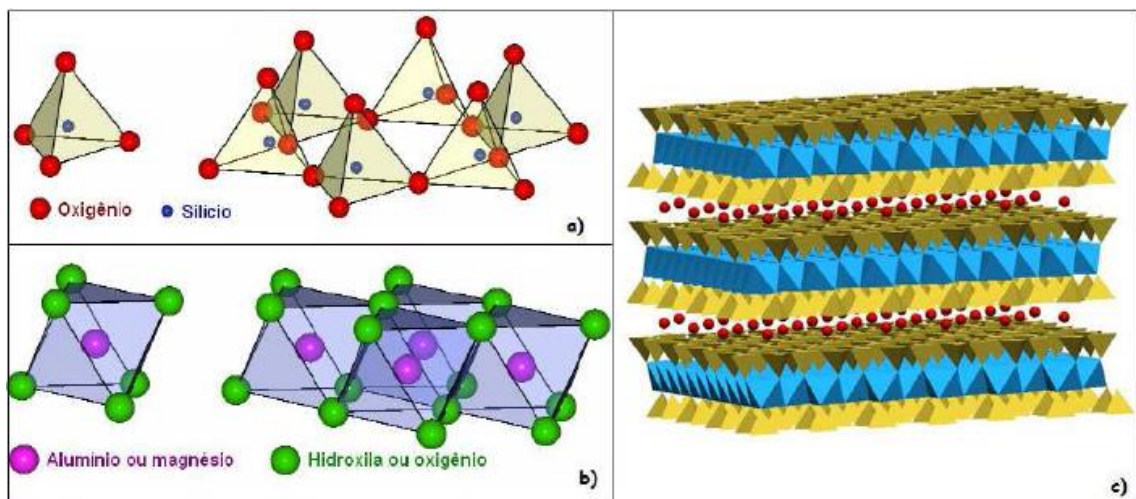 Oxigênio Silício
a)
Alumínio ou magnésio Hidroxila ou oxigênio
b)
c)